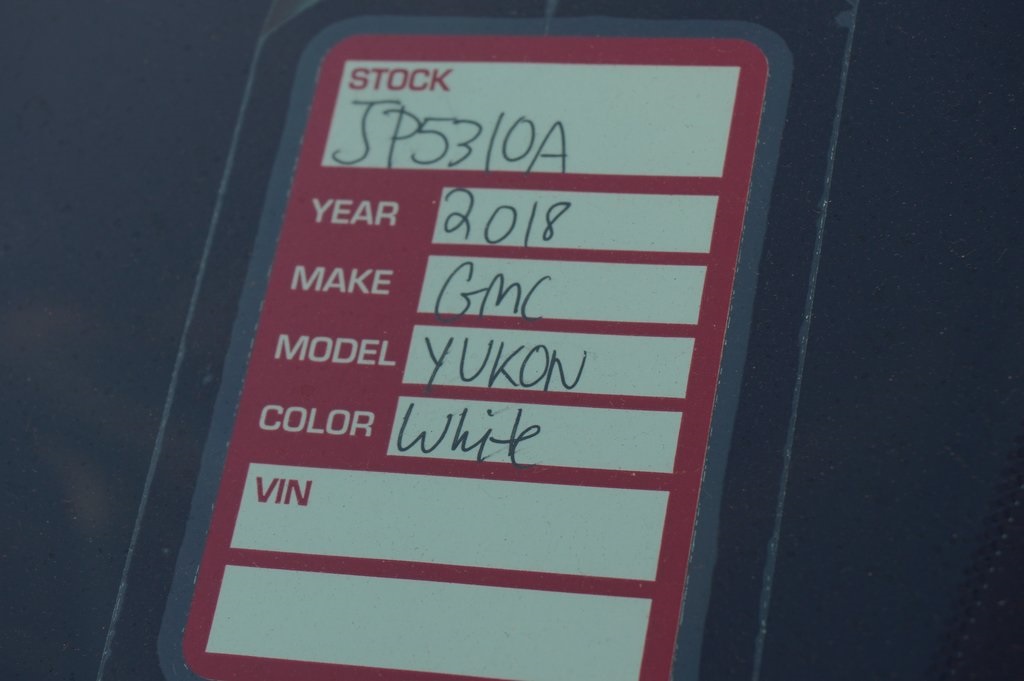 STOCK
JP5310A
YEAR 2018
MAKE GMC
MODEL YUKON
COLOR White
VIN